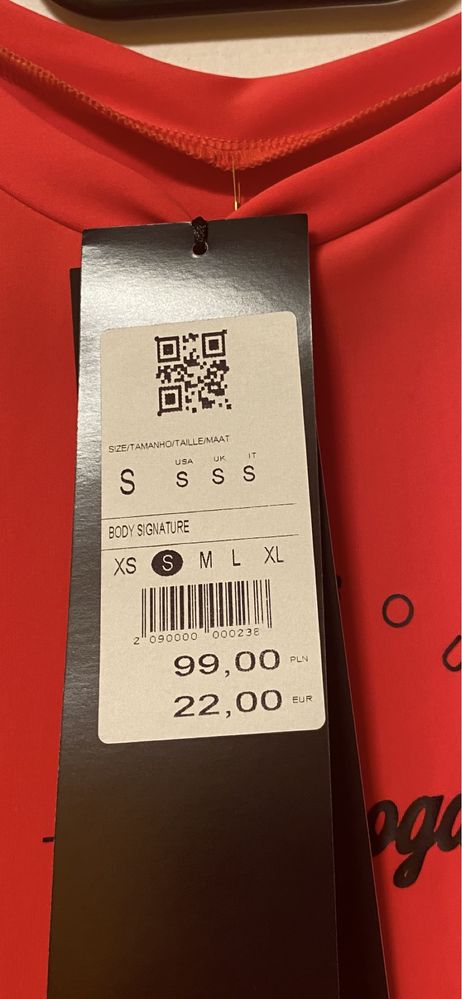 SIZE/TAMANHO/TAILLE/MAAT
USA UK IT
S S S S
BODY SIGNATURE
XS S M L XL
2 090000 000238
99,00 PLN
22,00 EUR